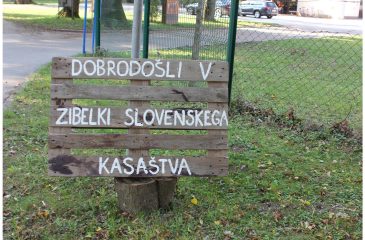 DOBRODOŠLI V
ZIBELKI SLOVENSKEGA
KASAŠTVA